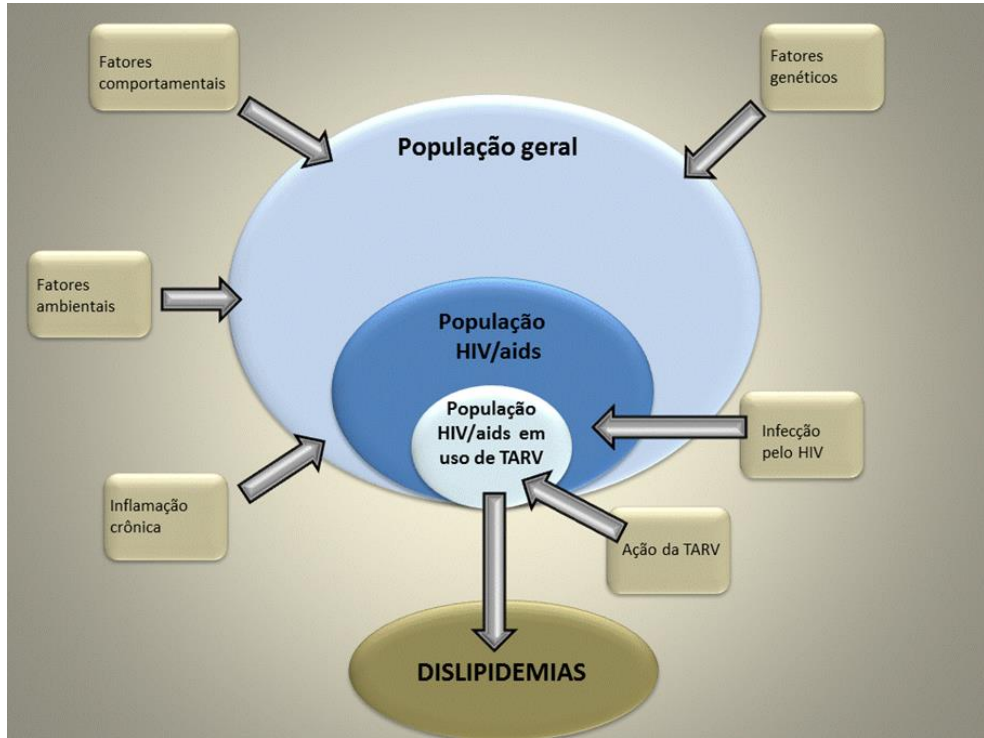 Fatores
comportamentais
Fatores
genéticos
População geral
Fatores
ambientais
População
HIV/aids
População
HIV/aids em
uso de TARV
Infecção
pelo HIV
Inflamação
crônica
Ação da TARV
DISLIPIDEMIAS